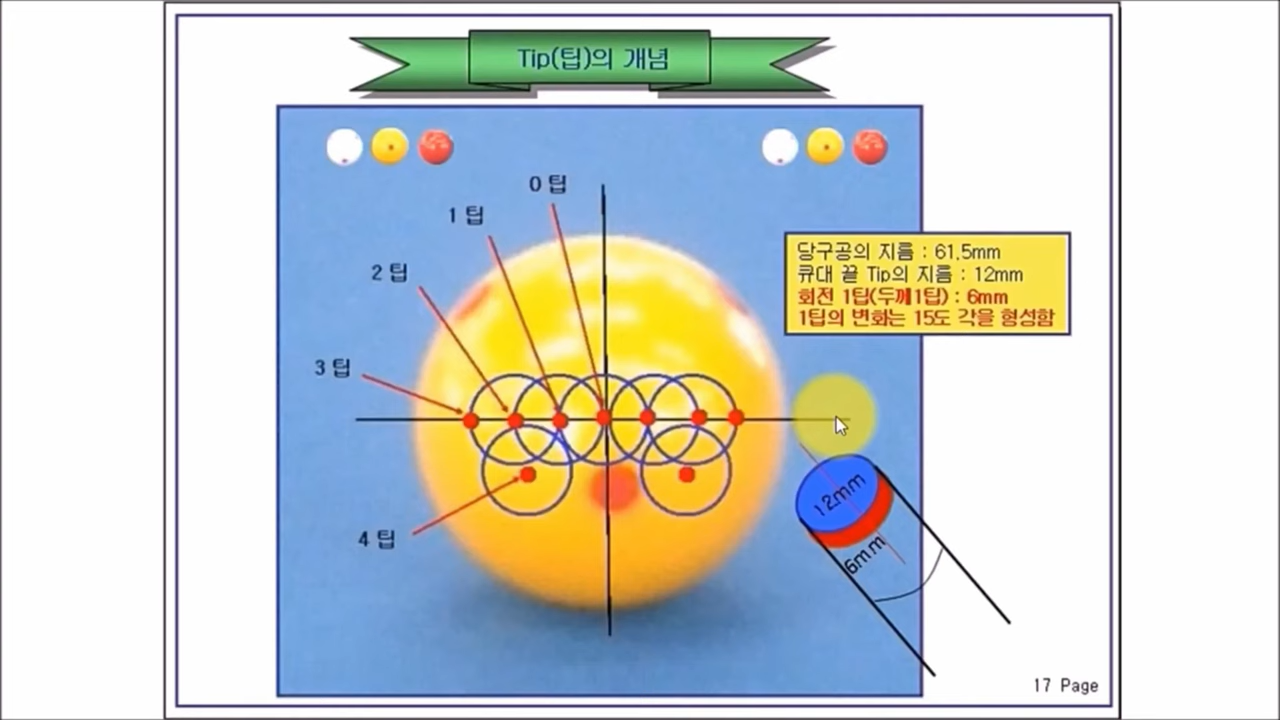 Tip(팁)의 개념
0 팁
1 팁
2 팁
3 팁
4 팁
당구공의 지름 : 61.5mm
큐대 끝 Tip의 지름 : 12mm
회전 1팁(두께1팁) : 6mm
1팁의 변화는 15도 각을 형성함
12mm
6mm
17 Page